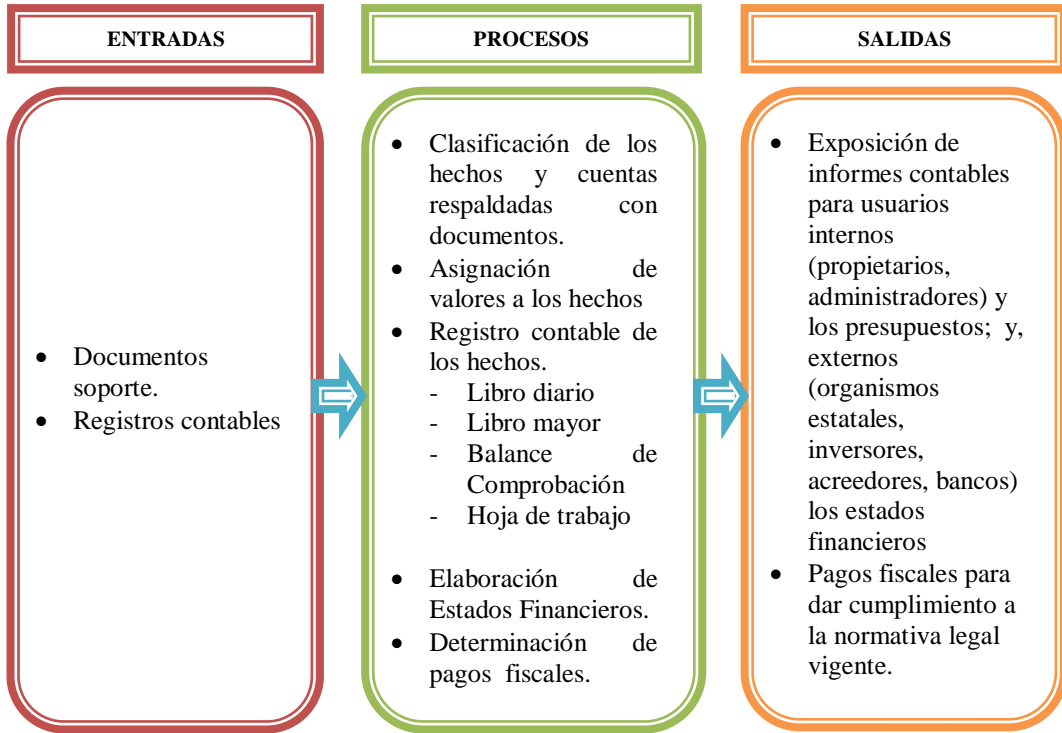 ENTRADAS
PROCESOS
SALIDAS
• Documentos
soporte.
• Registros contables
• Clasificación de los
hechos y cuentas
respaldadas con
documentos.
• Asignación de
valores a los hechos
• Registro contable de
los hechos.
- Libro diario
- Libro mayor
- Balance de
Comprobación
- Hoja de trabajo
• Elaboración de
Estados Financieros.
• Determinación de
pagos fiscales.
• Exposición de
informes contables
para usuarios
internos
(propietarios,
administradores) y
los presupuestos; y,
externos
(organismos
estatales,
inversores,
acreedores, bancos)
los estados
financieros
• Pagos fiscales para
dar cumplimiento a
la normativa legal
vigente.